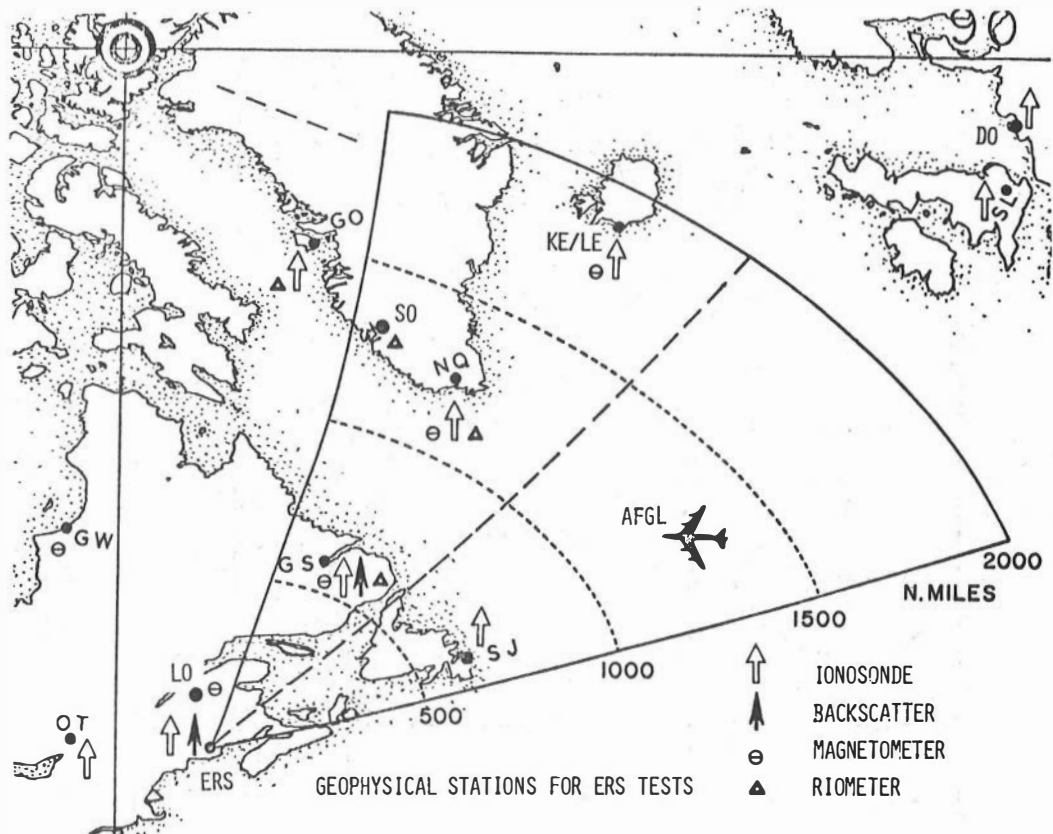 90
DO
SL
GO
KE/LE
SO
NQ
AFGL
GW
GS
2000
N.MILES
1500
SJ
1000
LO
500
OT
ERS
IONOSONDE
BACKSCATTER
MAGNETOMETER
RIOMETER
GEOPHYSICAL STATIONS FOR ERS TESTS